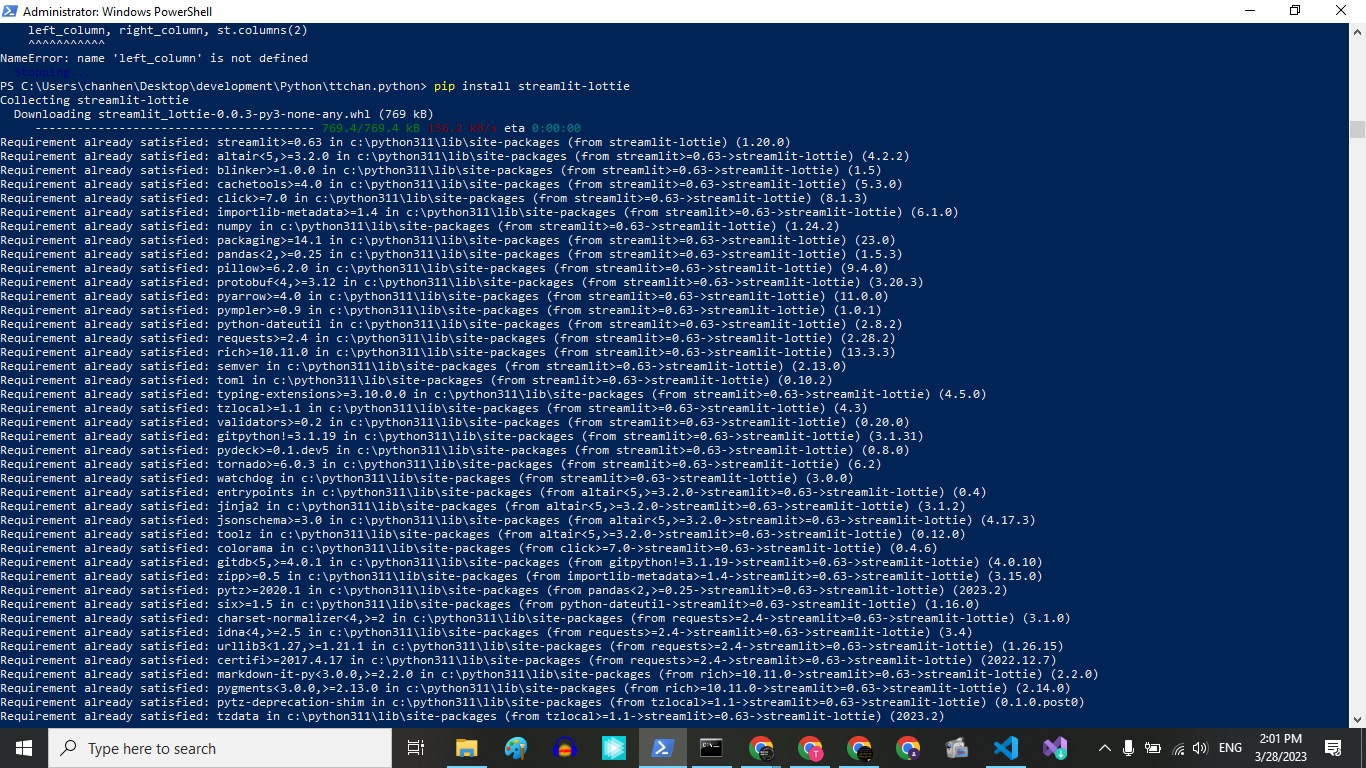 Administrator: Windows PowerShell
left_column, right_column, st.columns(2)
^^^^^^^^^^^
NameError: name 'left_column' is not defined
Stopping...
PS C:\Users\chanhen\Desktop\development\Python\ttchan.python> pip install streamlit-lottie
Collecting streamlit-lottie
Downloading streamlit_lottie-0.0.3-py3-none-any.whl (769 kB)
---------------------------------------- 769.4/769.4 kB 156.2 kB/s eta 0:00:00
Requirement already satisfied: streamlit>=0.63 in c:\python311\lib\site-packages (from streamlit-lottie) (1.20.0)
Requirement already satisfied: altair<5,>=3.2.0 in c:\python311\lib\site-packages (from streamlit>=0.63->streamlit-lottie) (4.2.2)
Requirement already satisfied: blinker>=1.0.0 in c:\python311\lib\site-packages (from streamlit>=0.63->streamlit-lottie) (1.5)
Requirement already satisfied: cachetools>=4.0 in c:\python311\lib\site-packages (from streamlit>=0.63->streamlit-lottie) (5.3.0)
Requirement already satisfied: click>=7.0 in c:\python311\lib\site-packages (from streamlit>=0.63->streamlit-lottie) (8.1.3)
Requirement already satisfied: importlib-metadata>=1.4 in c:\python311\lib\site-packages (from streamlit>=0.63->streamlit-lottie) (6.1.0)
Requirement already satisfied: numpy in c:\python311\lib\site-packages (from streamlit>=0.63->streamlit-lottie) (1.24.2)
Requirement already satisfied: packaging>=14.1 in c:\python311\lib\site-packages (from streamlit>=0.63->streamlit-lottie) (23.0)
Requirement already satisfied: pandas<2,>=0.25 in c:\python311\lib\site-packages (from streamlit>=0.63->streamlit-lottie) (1.5.3)
Requirement already satisfied: pillow>=6.2.0 in c:\python311\lib\site-packages (from streamlit>=0.63->streamlit-lottie) (9.4.0)
Requirement already satisfied: protobuf<4,>=3.12 in c:\python311\lib\site-packages (from streamlit>=0.63->streamlit-lottie) (3.20.3)
Requirement already satisfied: pyarrow>=4.0 in c:\python311\lib\site-packages (from streamlit>=0.63->streamlit-lottie) (11.0.0)
Requirement already satisfied: pympler>=0.9 in c:\python311\lib\site-packages (from streamlit>=0.63->streamlit-lottie) (1.0.1)
Requirement already satisfied: python-dateutil in c:\python311\lib\site-packages (from streamlit>=0.63->streamlit-lottie) (2.8.2)
Requirement already satisfied: requests>=2.4 in c:\python311\lib\site-packages (from streamlit>=0.63->streamlit-lottie) (2.28.2)
Requirement already satisfied: rich>=10.11.0 in c:\python311\lib\site-packages (from streamlit>=0.63->streamlit-lottie) (13.3.3)
Requirement already satisfied: semver in c:\python311\lib\site-packages (from streamlit>=0.63->streamlit-lottie) (2.13.0)
Requirement already satisfied: toml in c:\python311\lib\site-packages (from streamlit>=0.63->streamlit-lottie) (0.10.2)
Requirement already satisfied: typing-extensions>=3.10.0.0 in c:\python311\lib\site-packages (from streamlit>=0.63->streamlit-lottie) (4.5.0)
Requirement already satisfied: tzlocal>=1.1 in c:\python311\lib\site-packages (from streamlit>=0.63->streamlit-lottie) (4.3)
Requirement already satisfied: validators>=0.2 in c:\python311\lib\site-packages (from streamlit>=0.63->streamlit-lottie) (0.20.0)
Requirement already satisfied: gitpython!=3.1.19 in c:\python311\lib\site-packages (from streamlit>=0.63->streamlit-lottie) (3.1.31)
Requirement already satisfied: pydeck>=0.1.dev5 in c:\python311\lib\site-packages (from streamlit>=0.63->streamlit-lottie) (0.8.0)
Requirement already satisfied: tornado>=6.0.3 in c:\python311\lib\site-packages (from streamlit>=0.63->streamlit-lottie) (6.2)
Requirement already satisfied: watchdog in c:\python311\lib\site-packages (from streamlit>=0.63->streamlit-lottie) (3.0.0)
Requirement already satisfied: entrypoints in c:\python311\lib\site-packages (from altair<5,>=3.2.0->streamlit>=0.63->streamlit-lottie) (0.4)
Requirement already satisfied: jinja2 in c:\python311\lib\site-packages (from altair<5,>=3.2.0->streamlit>=0.63->streamlit-lottie) (3.1.2)
Requirement already satisfied: jsonschema>=3.0 in c:\python311\lib\site-packages (from altair<5,>=3.2.0->streamlit>=0.63->streamlit-lottie) (4.17.3)
Requirement already satisfied: toolz in c:\python311\lib\site-packages (from altair<5,>=3.2.0->streamlit>=0.63->streamlit-lottie) (0.12.0)
Requirement already satisfied: colorama in c:\python311\lib\site-packages (from click>=7.0->streamlit>=0.63->streamlit-lottie) (0.4.6)
Requirement already satisfied: gitdb<5,>=4.0.1 in c:\python311\lib\site-packages (from gitpython!=3.1.19->streamlit>=0.63->streamlit-lottie) (4.0.10)
Requirement already satisfied: zipp>=0.5 in c:\python311\lib\site-packages (from importlib-metadata>=1.4->streamlit>=0.63->streamlit-lottie) (3.15.0)
Requirement already satisfied: pytz>=2020.1 in c:\python311\lib\site-packages (from pandas<2,>=0.25->streamlit>=0.63->streamlit-lottie) (2023.2)
Requirement already satisfied: six>=1.5 in c:\python311\lib\site-packages (from python-dateutil->streamlit>=0.63->streamlit-lottie) (1.16.0)
Requirement already satisfied: charset-normalizer<4,>=2 in c:\python311\lib\site-packages (from requests>=2.4->streamlit>=0.63->streamlit-lottie) (3.1.0)
Requirement already satisfied: idna<4,>=2.5 in c:\python311\lib\site-packages (from requests>=2.4->streamlit>=0.63->streamlit-lottie) (3.4)
Requirement already satisfied: urllib3<1.27,>=1.21.1 in c:\python311\lib\site-packages (from requests>=2.4->streamlit>=0.63->streamlit-lottie) (1.26.15)
Requirement already satisfied: certifi>=2017.4.17 in c:\python311\lib\site-packages (from requests>=2.4->streamlit>=0.63->streamlit-lottie) (2022.12.7)
Requirement already satisfied: markdown-it-py<3.0.0,>=2.2.0 in c:\python311\lib\site-packages (from rich>=10.11.0->streamlit>=0.63->streamlit-lottie) (2.2.0)
Requirement already satisfied: pygments<3.0.0,>=2.13.0 in c:\python311\lib\site-packages (from rich>=10.11.0->streamlit>=0.63->streamlit-lottie) (2.14.0)
Requirement already satisfied: pytz-deprecation-shim in c:\python311\lib\site-packages (from tzlocal>=1.1->streamlit>=0.63->streamlit-lottie) (0.1.0.post0)
Requirement already satisfied: tzdata in c:\python311\lib\site-packages (from tzlocal>=1.1->streamlit>=0.63->streamlit-lottie) (2023.2)
Type here to search
ENG
2:01 PM
3/28/2023